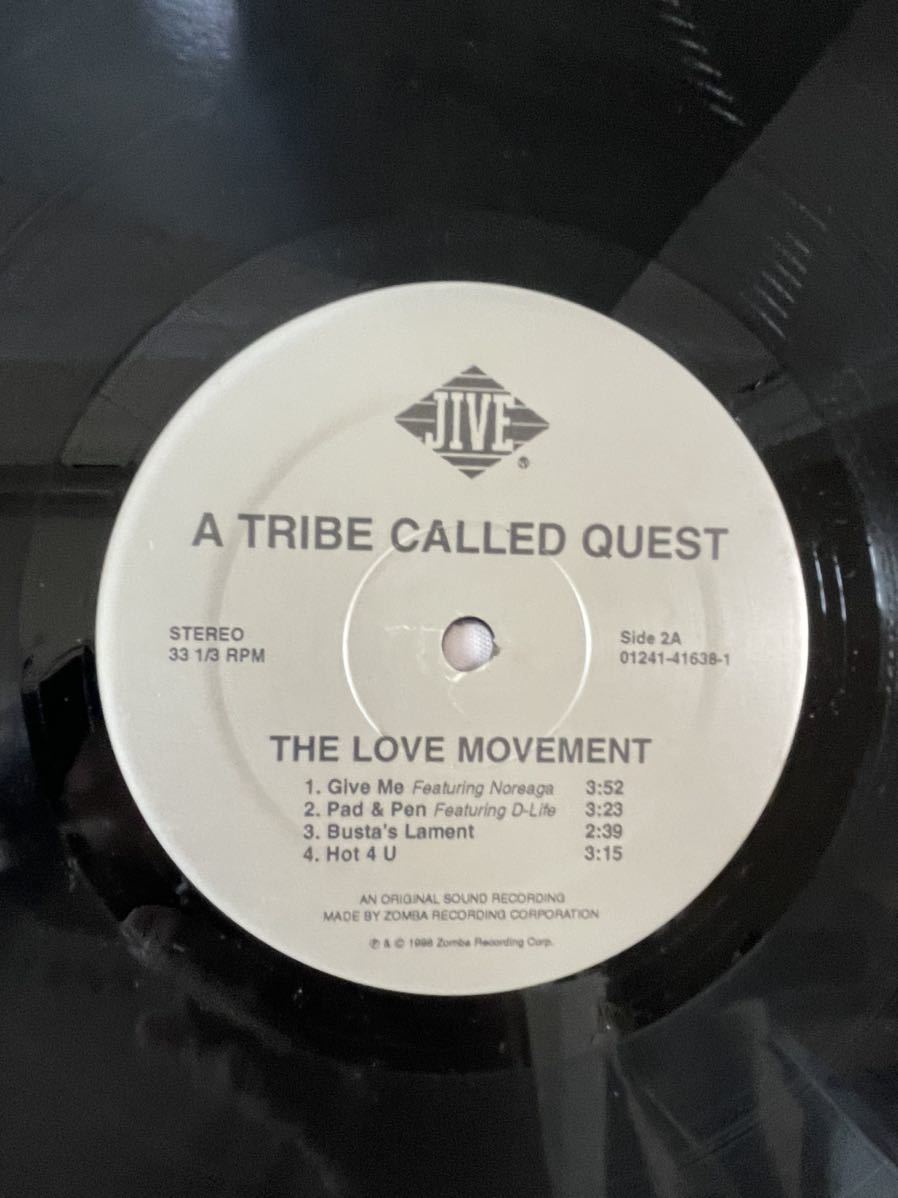 JIVE
®
A TRIBE CALLED QUEST
STEREO
33 1/3 RPM
Side 2A
01241-41638-1
THE LOVE MOVEMENT
1. Give Me Featuring Noreaga 3:52
2. Pad & Pen Featuring D-Life 3:23
3. Busta's Lament 2:39
4. Hot 4 U 3:15
AN ORIGINAL SOUND RECORDING
MADE BY ZOMBA RECORDING CORPORATION
℗ & © 1998 Zomba Recording Corp.